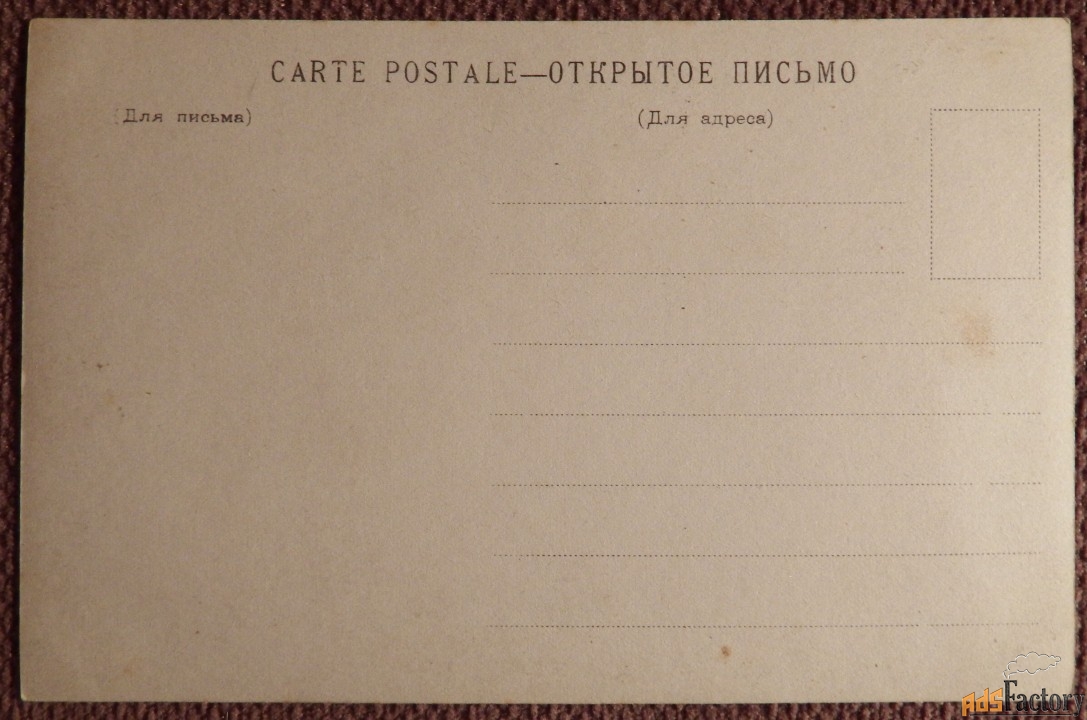 CARTE POSTALE—ОТКРЫТОЕ ПИСЬМО
(Для письма)
(Для адреса)
AdsFactory